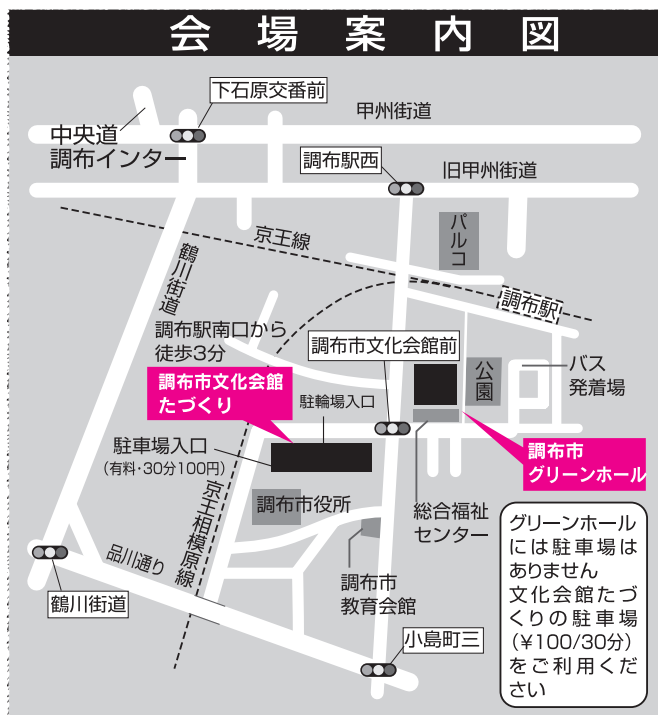 会場案内図
下石原交番前
甲州街道
中央道
調布インター
調布駅西
旧甲州街道
パルコ
京王線
鶴川街道
調布駅
調布駅南口から
徒歩3分
調布市文化会館前
公園
バス
発着場
調布市文化会館
たづくり
駐輪場入口
駐車場入口
(有料・30分100円)
調布市
グリーンホール
調布市役所
総合福祉
センター
京王相模原線
品川通り
鶴川街道
調布市
教育会館
小島町三
グリーンホール
には駐車場は
ありません
文化会館たづ
くりの駐車場
(¥100/30分)
をご利用くだ
さい